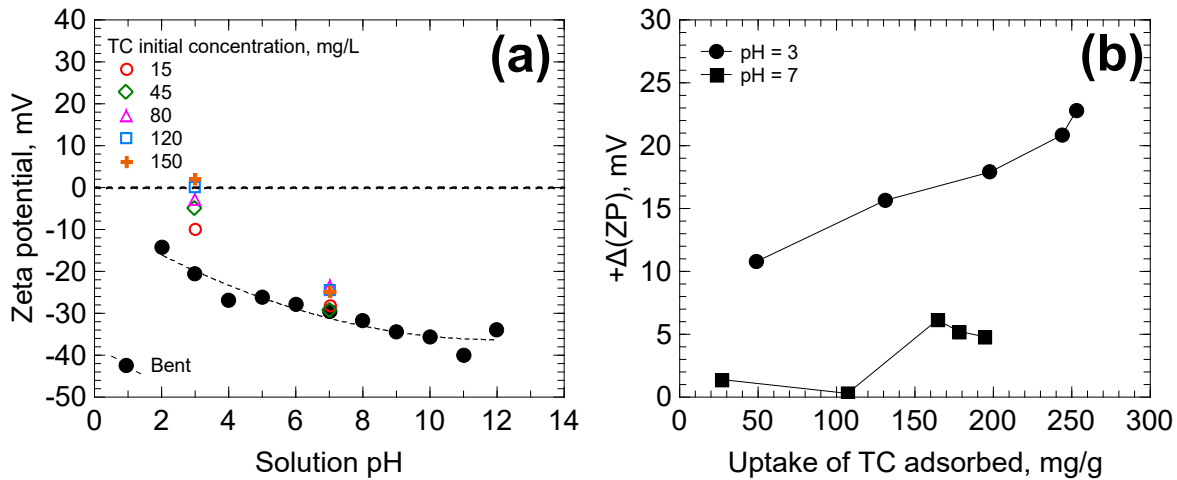 (a)
TC initial concentration, mg/L
15
45
80
120
150
Bent
40
30
20
10
0
-10
-20
-30
-40
-50
Zeta potential, mV
0 2 4 6 8 10 12 14
Solution pH
(b)
pH = 3
pH = 7
30
25
20
15
10
5
0
+Δ(ZP), mV
0 50 100 150 200 250 300
Uptake of TC adsorbed, mg/g